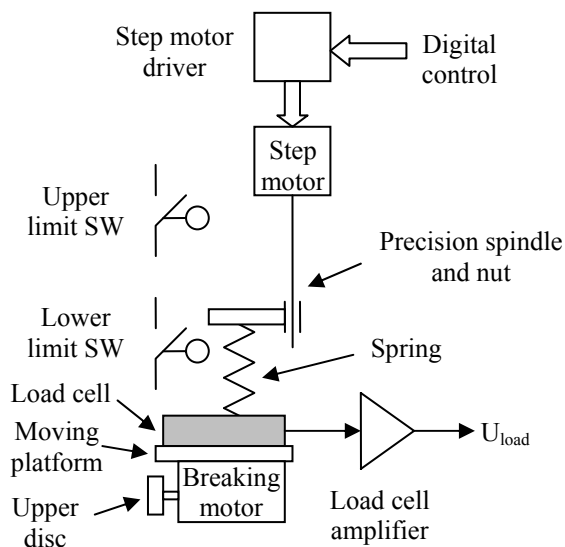 Step motor
driver
Digital
control
Step
motor
Upper
limit SW
Precision spindle
and nut
Lower
limit SW
Spring
Load cell
Moving
platform
Breaking
motor
U_load
Upper
disc
Load cell
amplifier